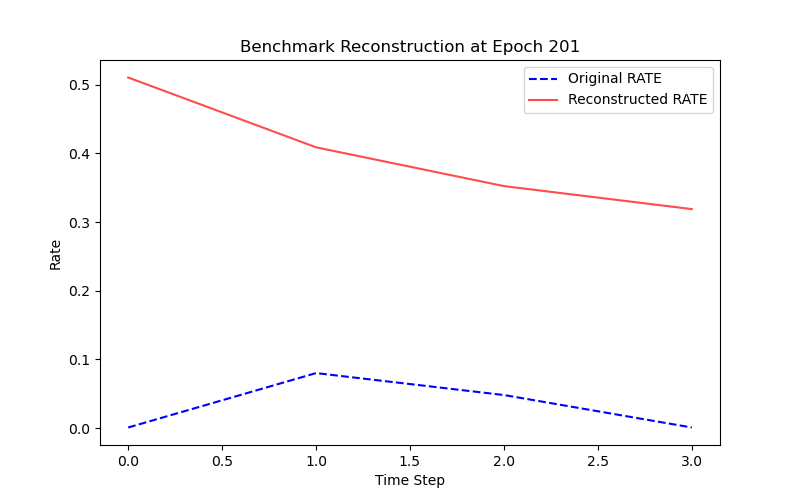 Benchmark Reconstruction at Epoch 201
Original RATE
Reconstructed RATE
Rate
0.5
0.4
0.3
0.2
0.1
0.0
0.0 0.5 1.0 1.5 2.0 2.5 3.0
Time Step